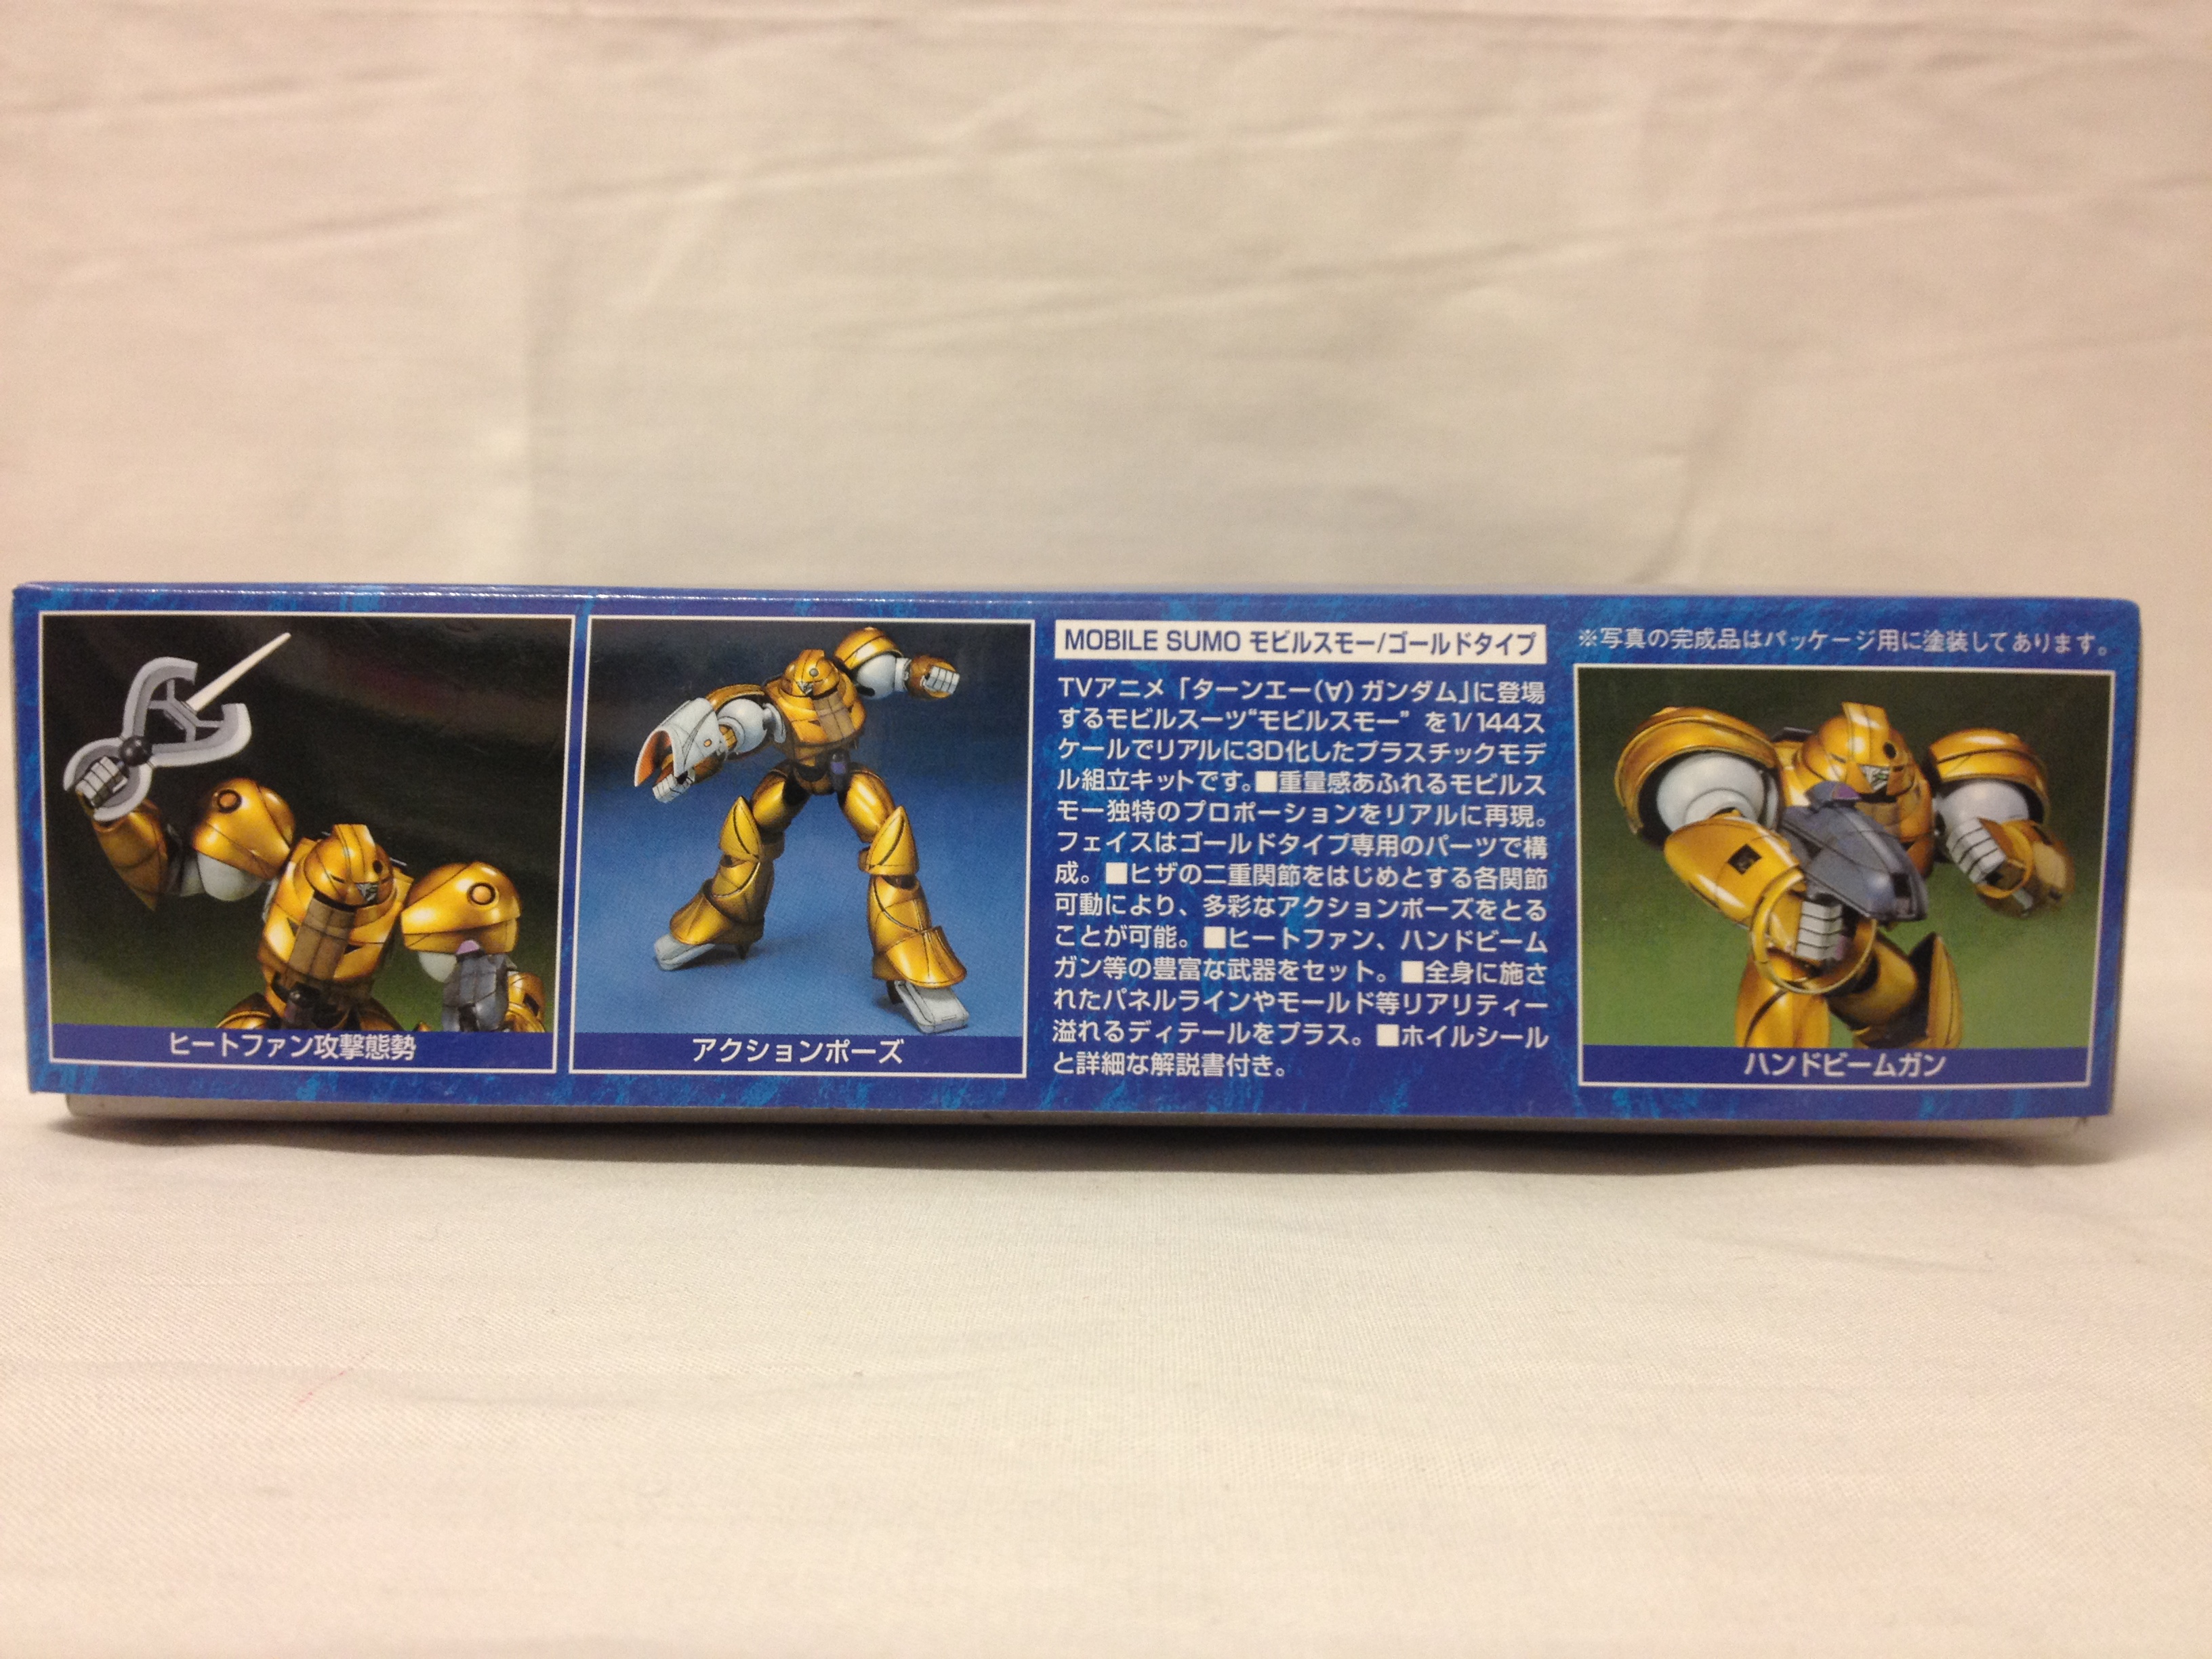 ヒートファン攻撃態勢
アクションポーズ
MOBILE SUMO モビルスモー/ゴールドタイプ
TVアニメ「ターンエー(∀)ガンダム」に登場
するモビルスーツ“モビルスモー” を1/144ス
ケールでリアルに3D化したプラスチックモデ
ル組立キットです。■重量感あふれるモビルス
モー独特のプロポーションをリアルに再現。
フェイスはゴールドタイプ専用のパーツで構
成。■ヒザの二重関節をはじめとする各関節
可動により、多彩なアクションポーズをとる
ことが可能。■ヒートファン、ハンドビーム
ガン等の豊富な武器をセット。■全身に施さ
れたパネルラインやモールド等リアリティー
溢れるディテールをプラス。■ホイルシール
と詳細な解説書付き。
※写真の完成品はパッケージ用に塗装してあります。
ハンドビームガン